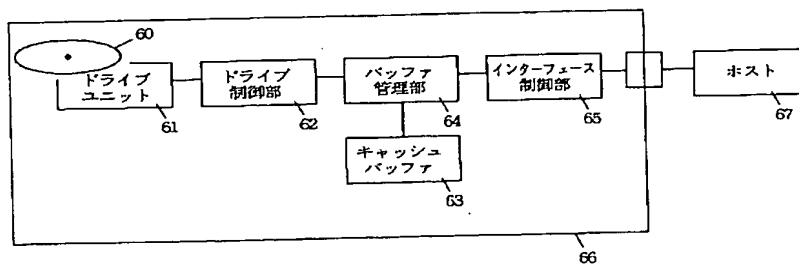 60
ドライブ
ユニット
61
ドライブ
制御部
62
バッファ
管理部
64
インターフェース
制御部
65
ホスト
67
キャッシュ
バッファ
63
66